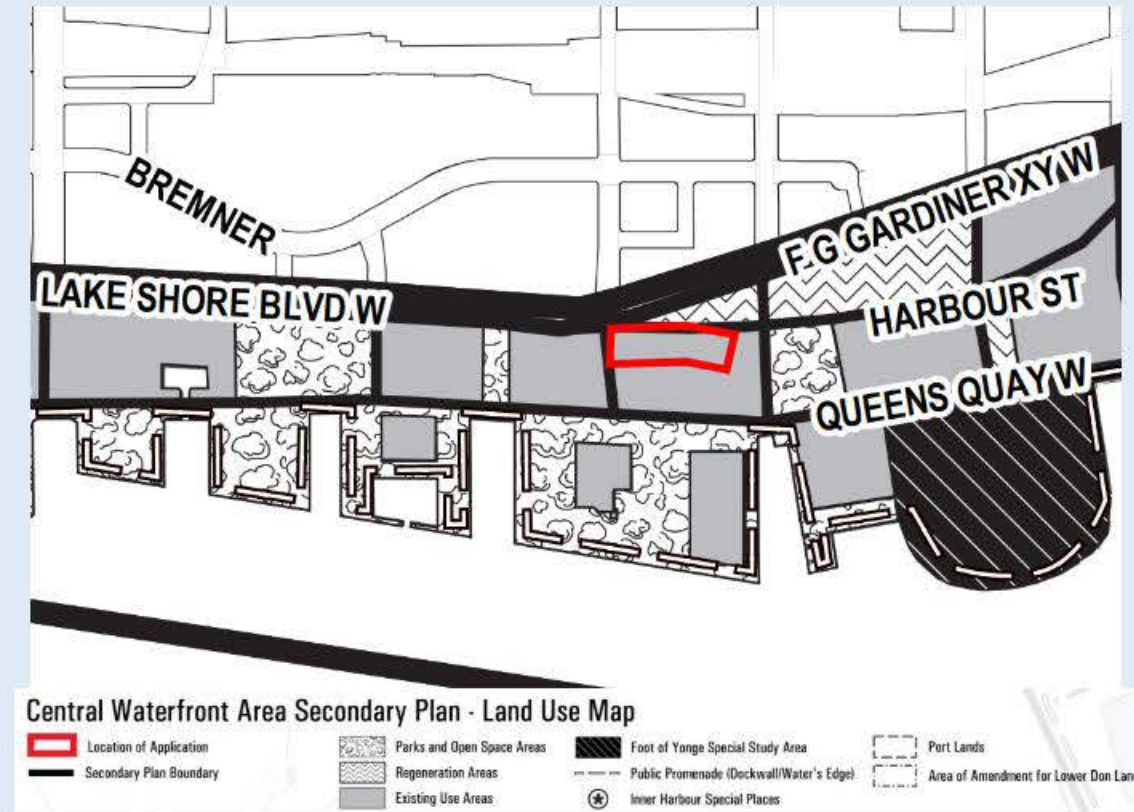 BREMNER
F G GARDINER XY W
LAKE SHORE BLVD W
HARBOUR ST
QUEENS QUAY W
Central Waterfront Area Secondary Plan - Land Use Map
Location of Application
Secondary Plan Boundary
Parks and Open Space Areas
Regeneration Areas
Existing Use Areas
Foot of Yonge Special Study Area
Public Promenade (Dockwall/Water's Edge)
Inner Harbour Special Places
Port Lands
Area of Amendment for Lower Don Lan